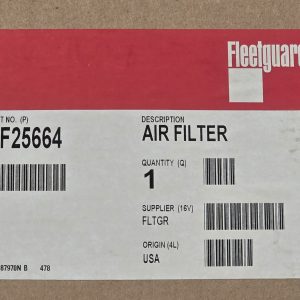 Fleetguard
T NO. (P)
F25664
DESCRIPTION
AIR FILTER
QUANTITY (Q)
1
SUPPLIER (16V)
FLTGR
ORIGIN (4L)
USA
87970N B 478